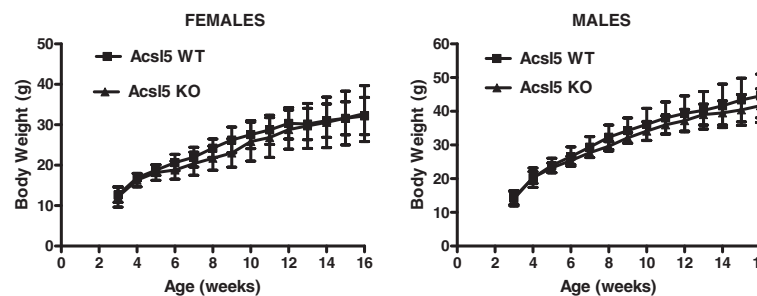 FEMALES
Body Weight (g)
50
40
30
20
10
0
Acsl5 WT
Acsl5 KO
0 2 4 6 8 10 12 14 16
Age (weeks)
MALES
Body Weight (g)
60
50
40
30
20
10
0
Acsl5 WT
Acsl5 KO
0 2 4 6 8 10 12 14
Age (weeks)